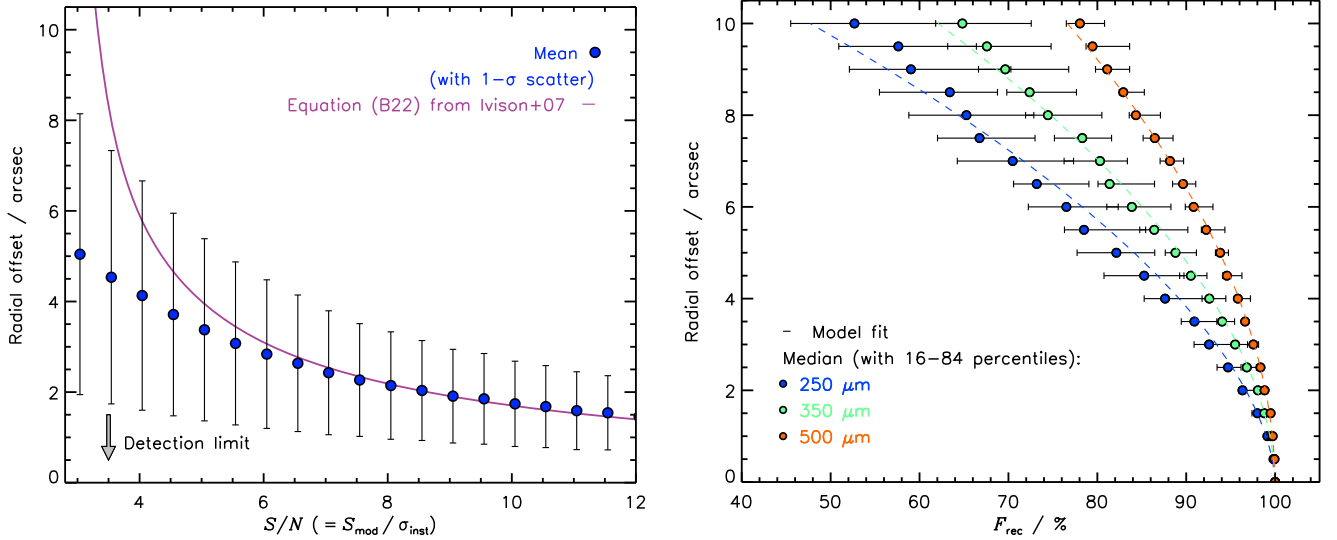 10
8
6
4
2
0
Radial offset / arcsec
Mean
(with 1−σ scatter)
Equation (B22) from Ivison+07 —
Detection limit
4 6 8 10 12
S/N (= S_mod / σ_inst)
10
8
6
4
2
0
Radial offset / arcsec
– Model fit
Median (with 16−84 percentiles):
250 μm
350 μm
500 μm
40 50 60 70 80 90 100
F_rec / %